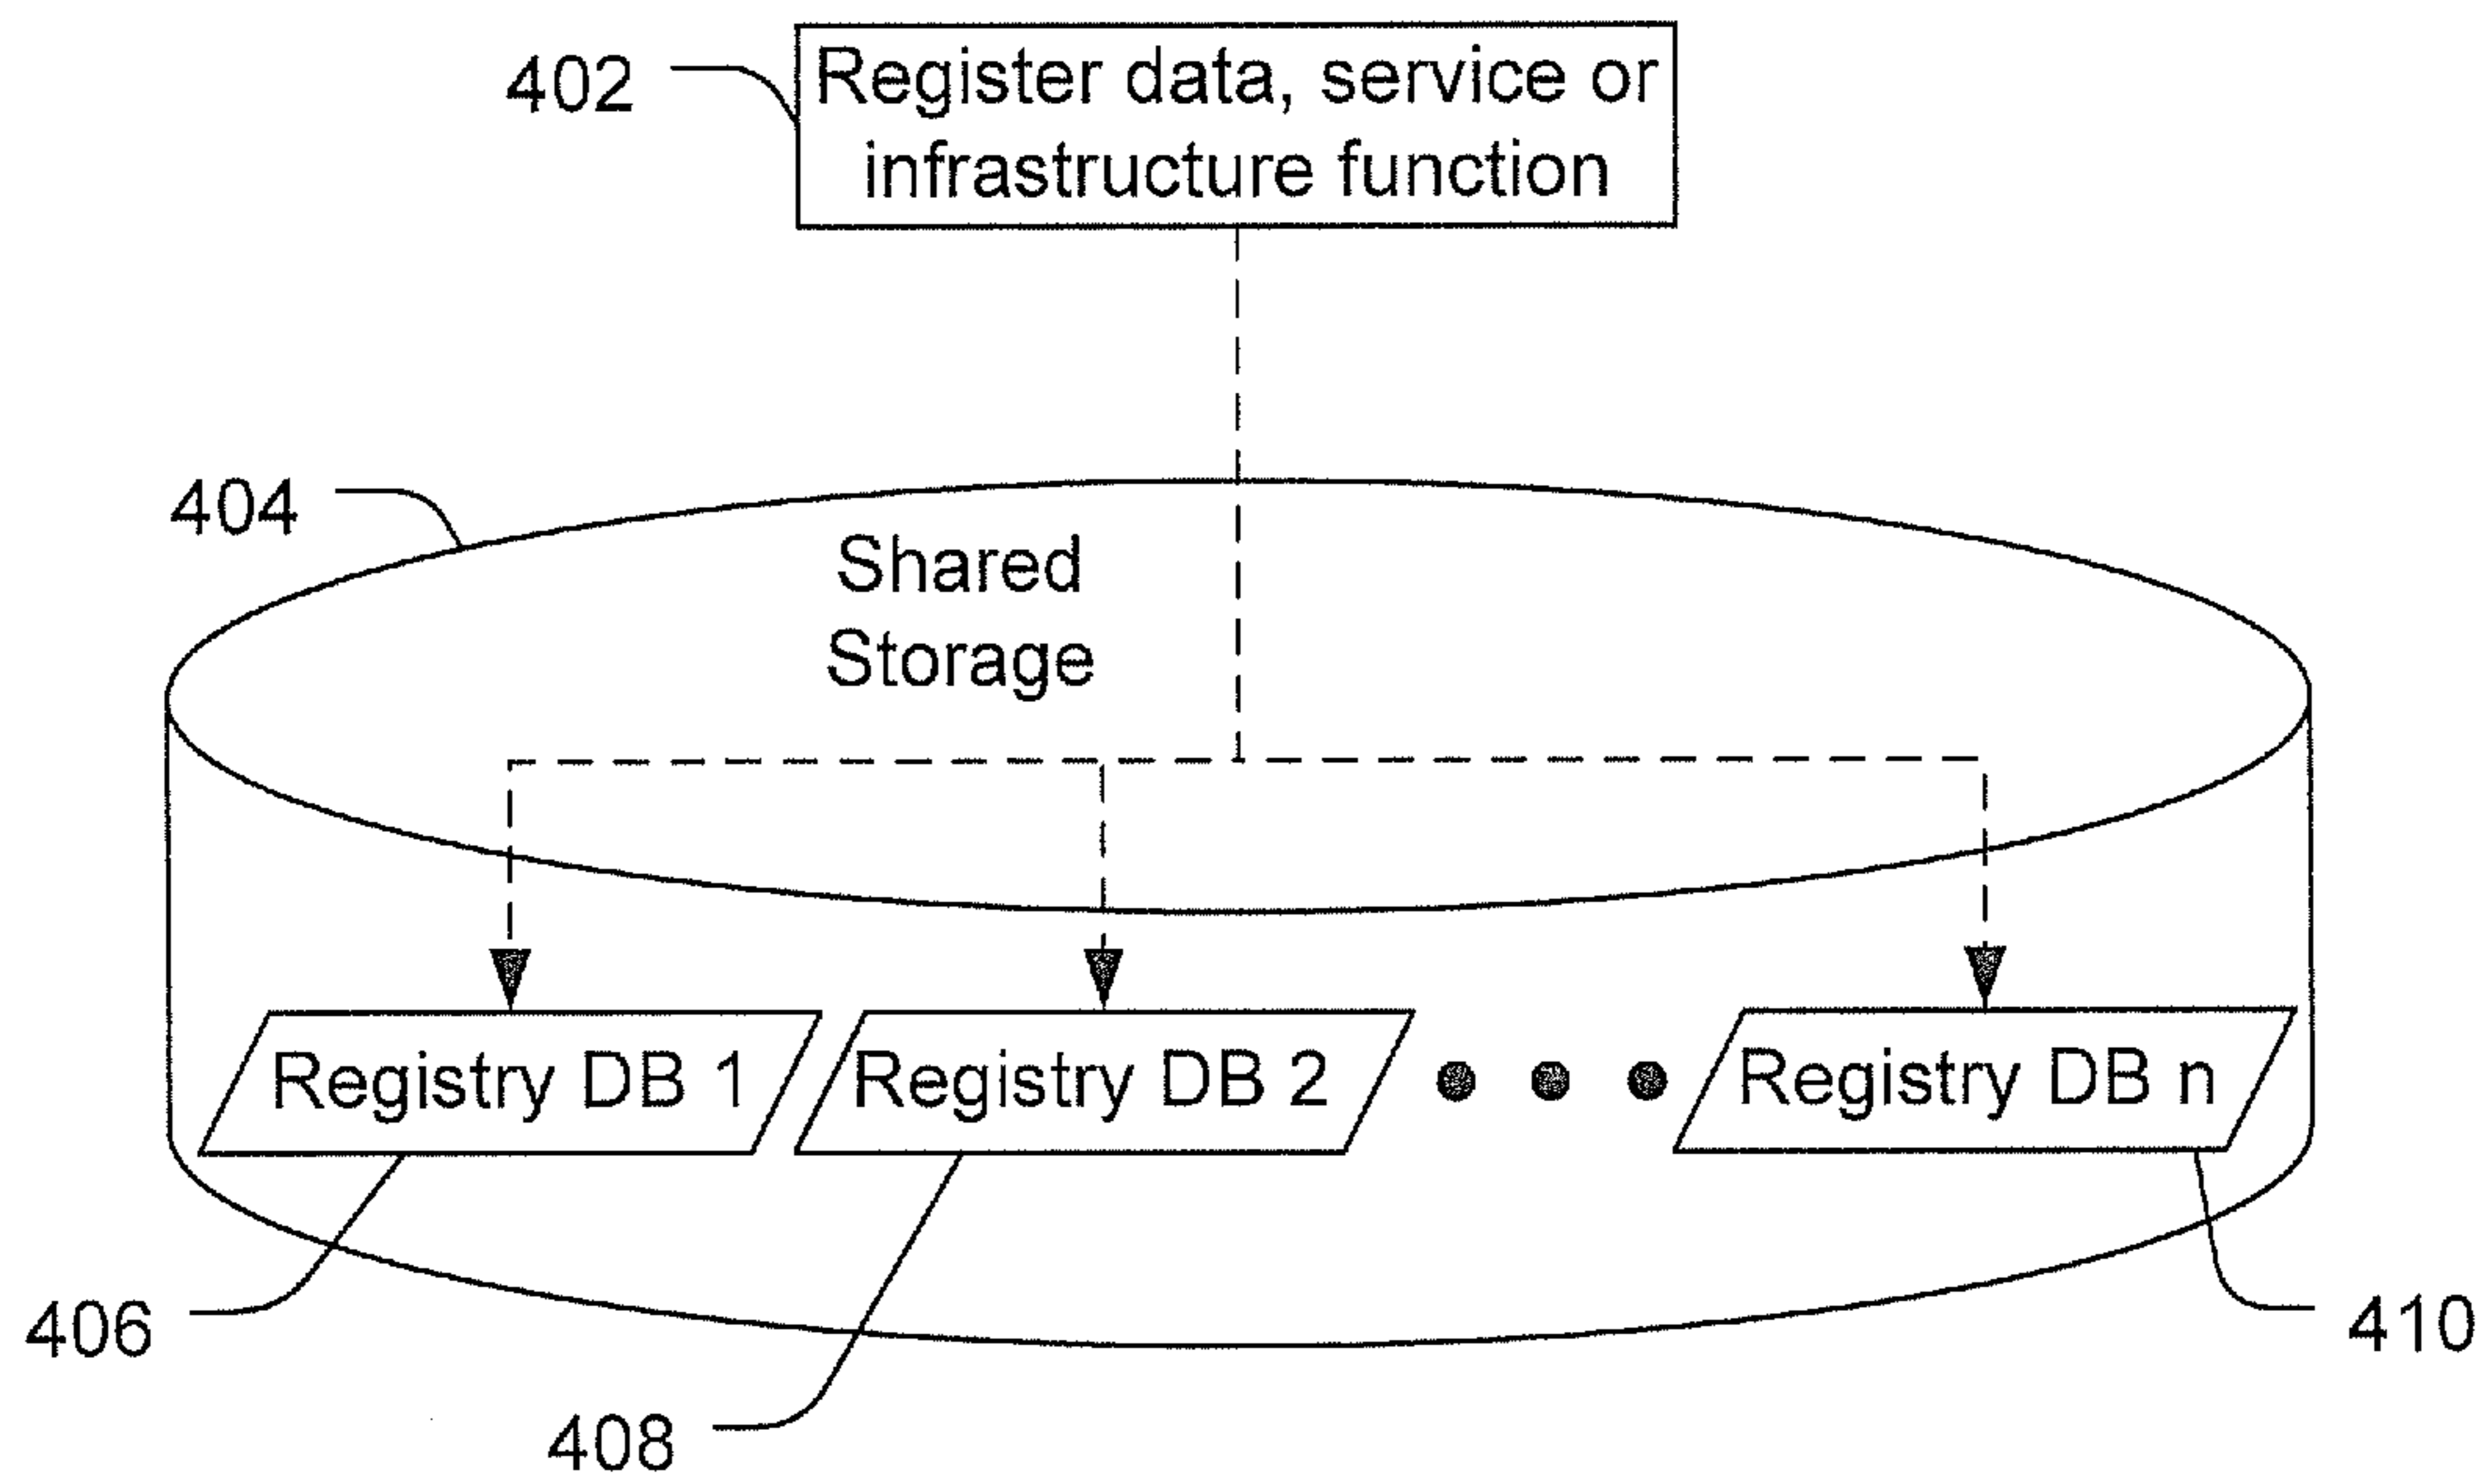 402
Register data, service or
infrastructure function
404
Shared
Storage
Registry DB 1
Registry DB 2
Registry DB n
406
408
410